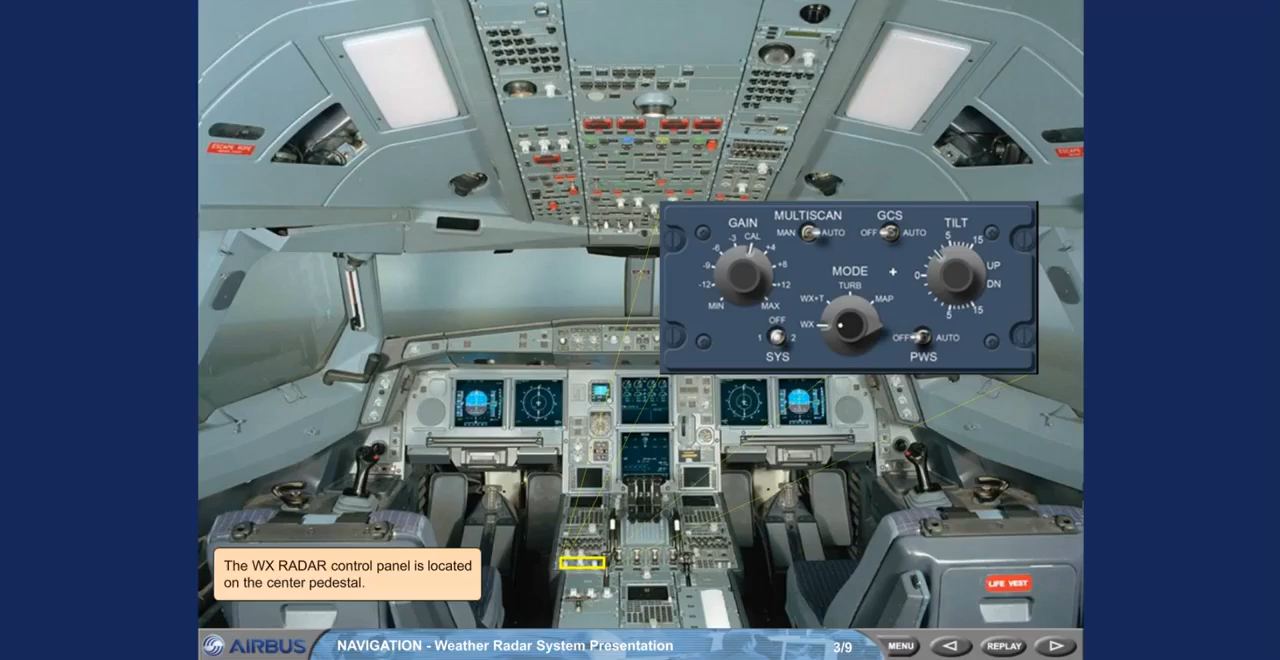 ESCAPE ROPE
GAIN
MULTISCAN
GCS
TILT
MAN
AUTO
OFF
AUTO
-3
CAL
+4
-6
-9
+8
-12
+12
MIN
MAX
5
15
0
UP
DN
5
15
MODE
+
TURB
WX+T
MAP
WX
OFF
1
2
SYS
OFF
AUTO
PWS
The WX RADAR control panel is located
on the center pedestal.
LIFE VEST
AIRBUS
NAVIGATION - Weather Radar System Presentation
3/9
MENU
REPLAY